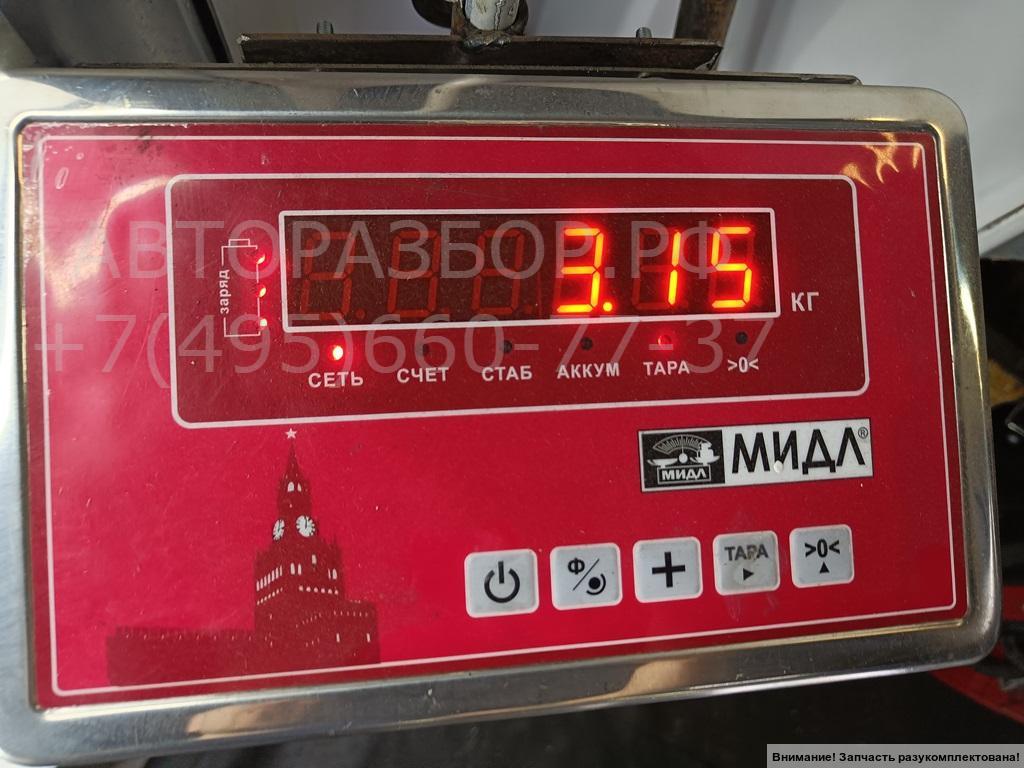 АВТОРАЗБОР.РФ
3.15
заряд
КГ
+7(495)660-77-37
СЕТЬ СЧЕТ СТАБ АККУМ ТАРА >0<
МИДЛ МИДЛ®
Ф/ + ТАРА >0<
Внимание! Запчасть разукомплектована!